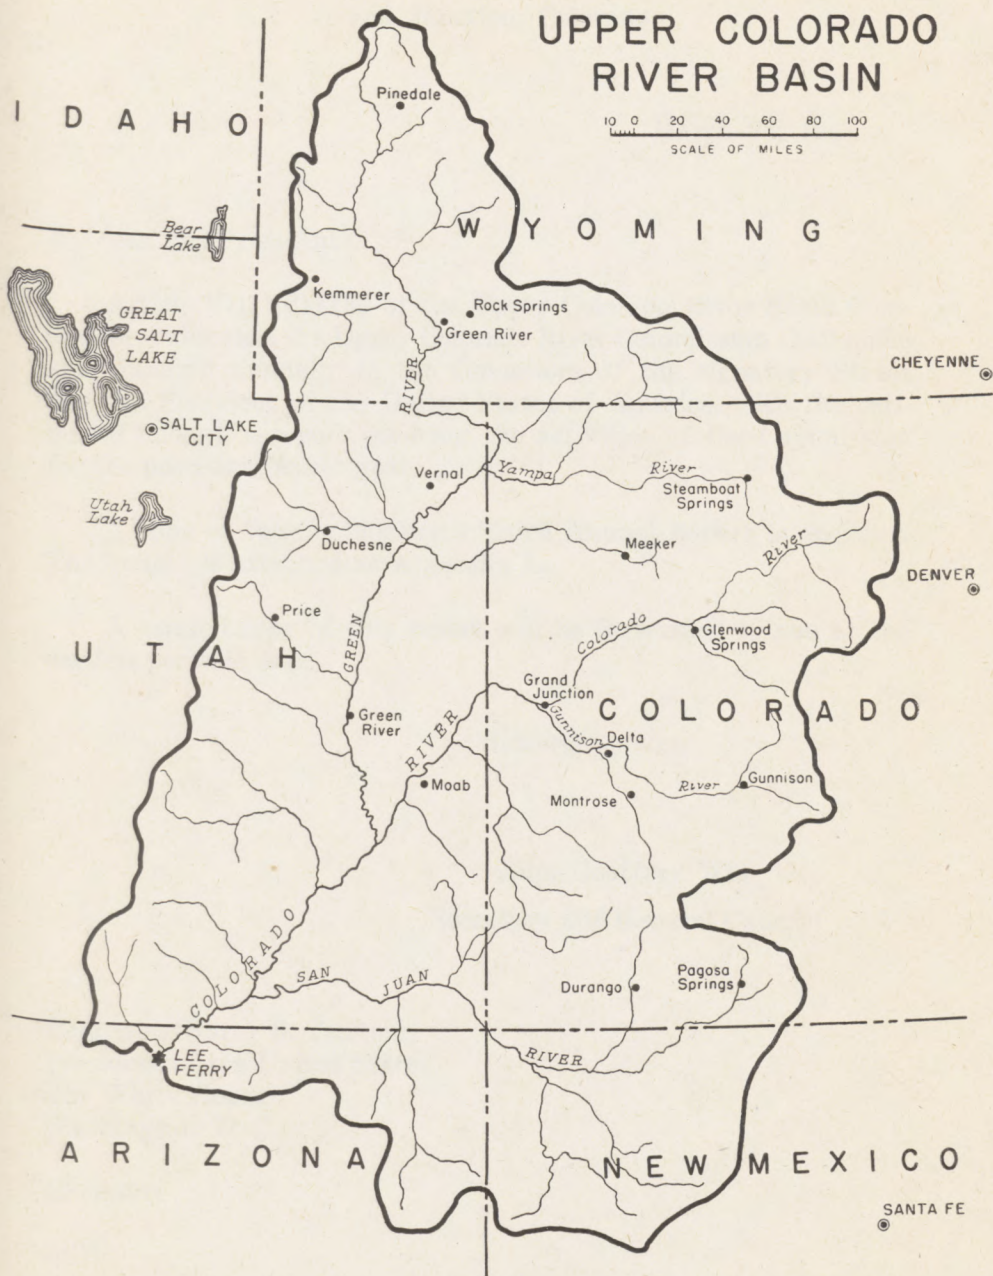 UPPER COLORADO
RIVER BASIN
10 0 20 40 60 80 100
SCALE OF MILES
Pinedale
IDAHO
WYOMING
Bear
Lake
Kemmerer
Rock Springs
Green River
GREAT
SALT
LAKE
CHEYENNE
RIVER
SALT LAKE
CITY
Vernal
Yampa
River
Steamboat
Springs
Utah
Lake
Duchesne
Meeker
River
DENVER
Price
GREEN
Colorado
Glenwood
Springs
UTAH
Grand
Junction
COLORADO
Green
River
RIVER
Gunnison
Delta
Moab
Montrose
River
Gunnison
COLORADO
SAN
JUAN
Durango
Pagosa
Springs
LEE
FERRY
RIVER
ARIZONA
NEW MEXICO
SANTA FE